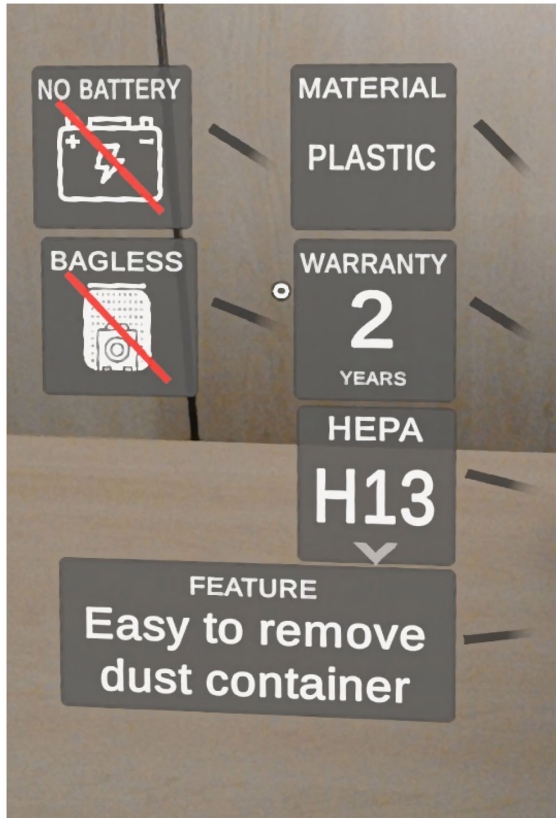 NO BATTERY
+ −
BAGLESS
MATERIAL
PLASTIC
WARRANTY
2
YEARS
HEPA
H13
FEATURE
Easy to remove
dust container